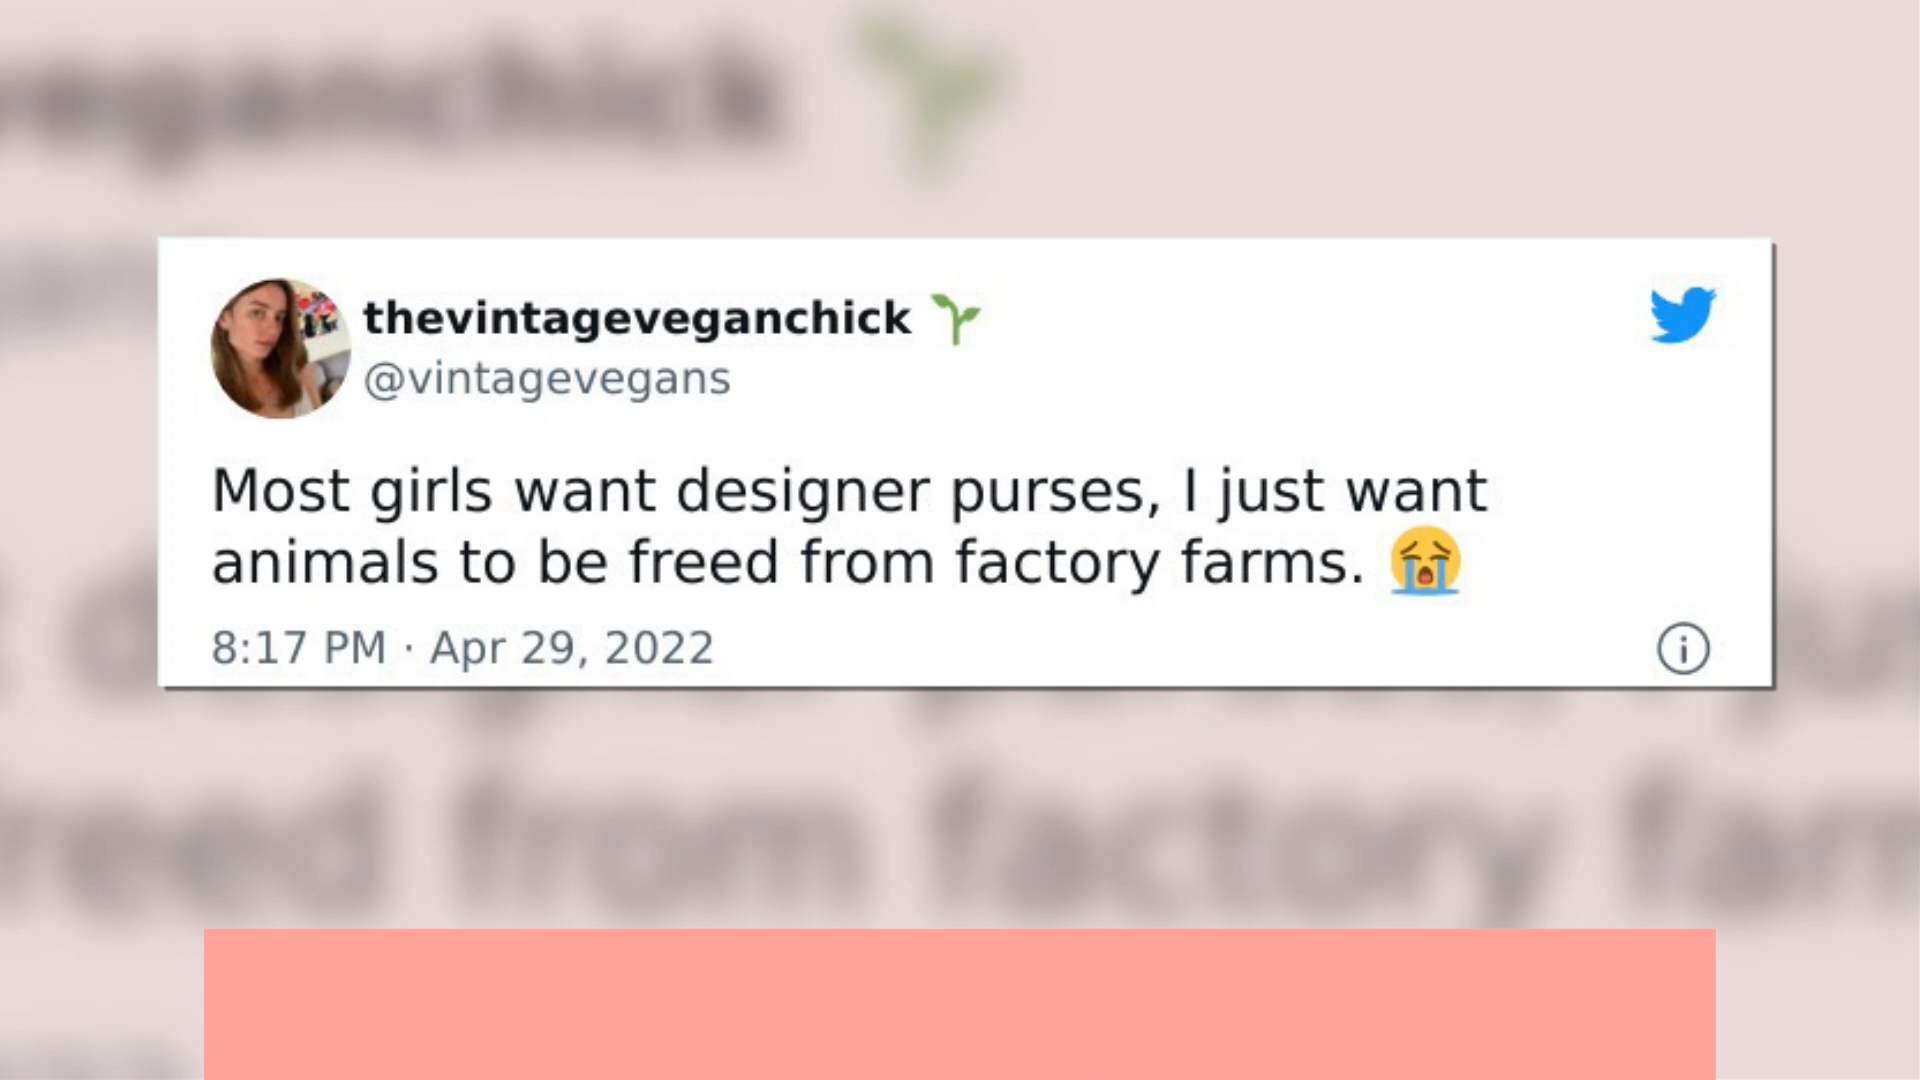 thevintageveganchick 🌱
@vintagevegans
Most girls want designer purses, I just want
animals to be freed from factory farms. 😭
8:17 PM · Apr 29, 2022